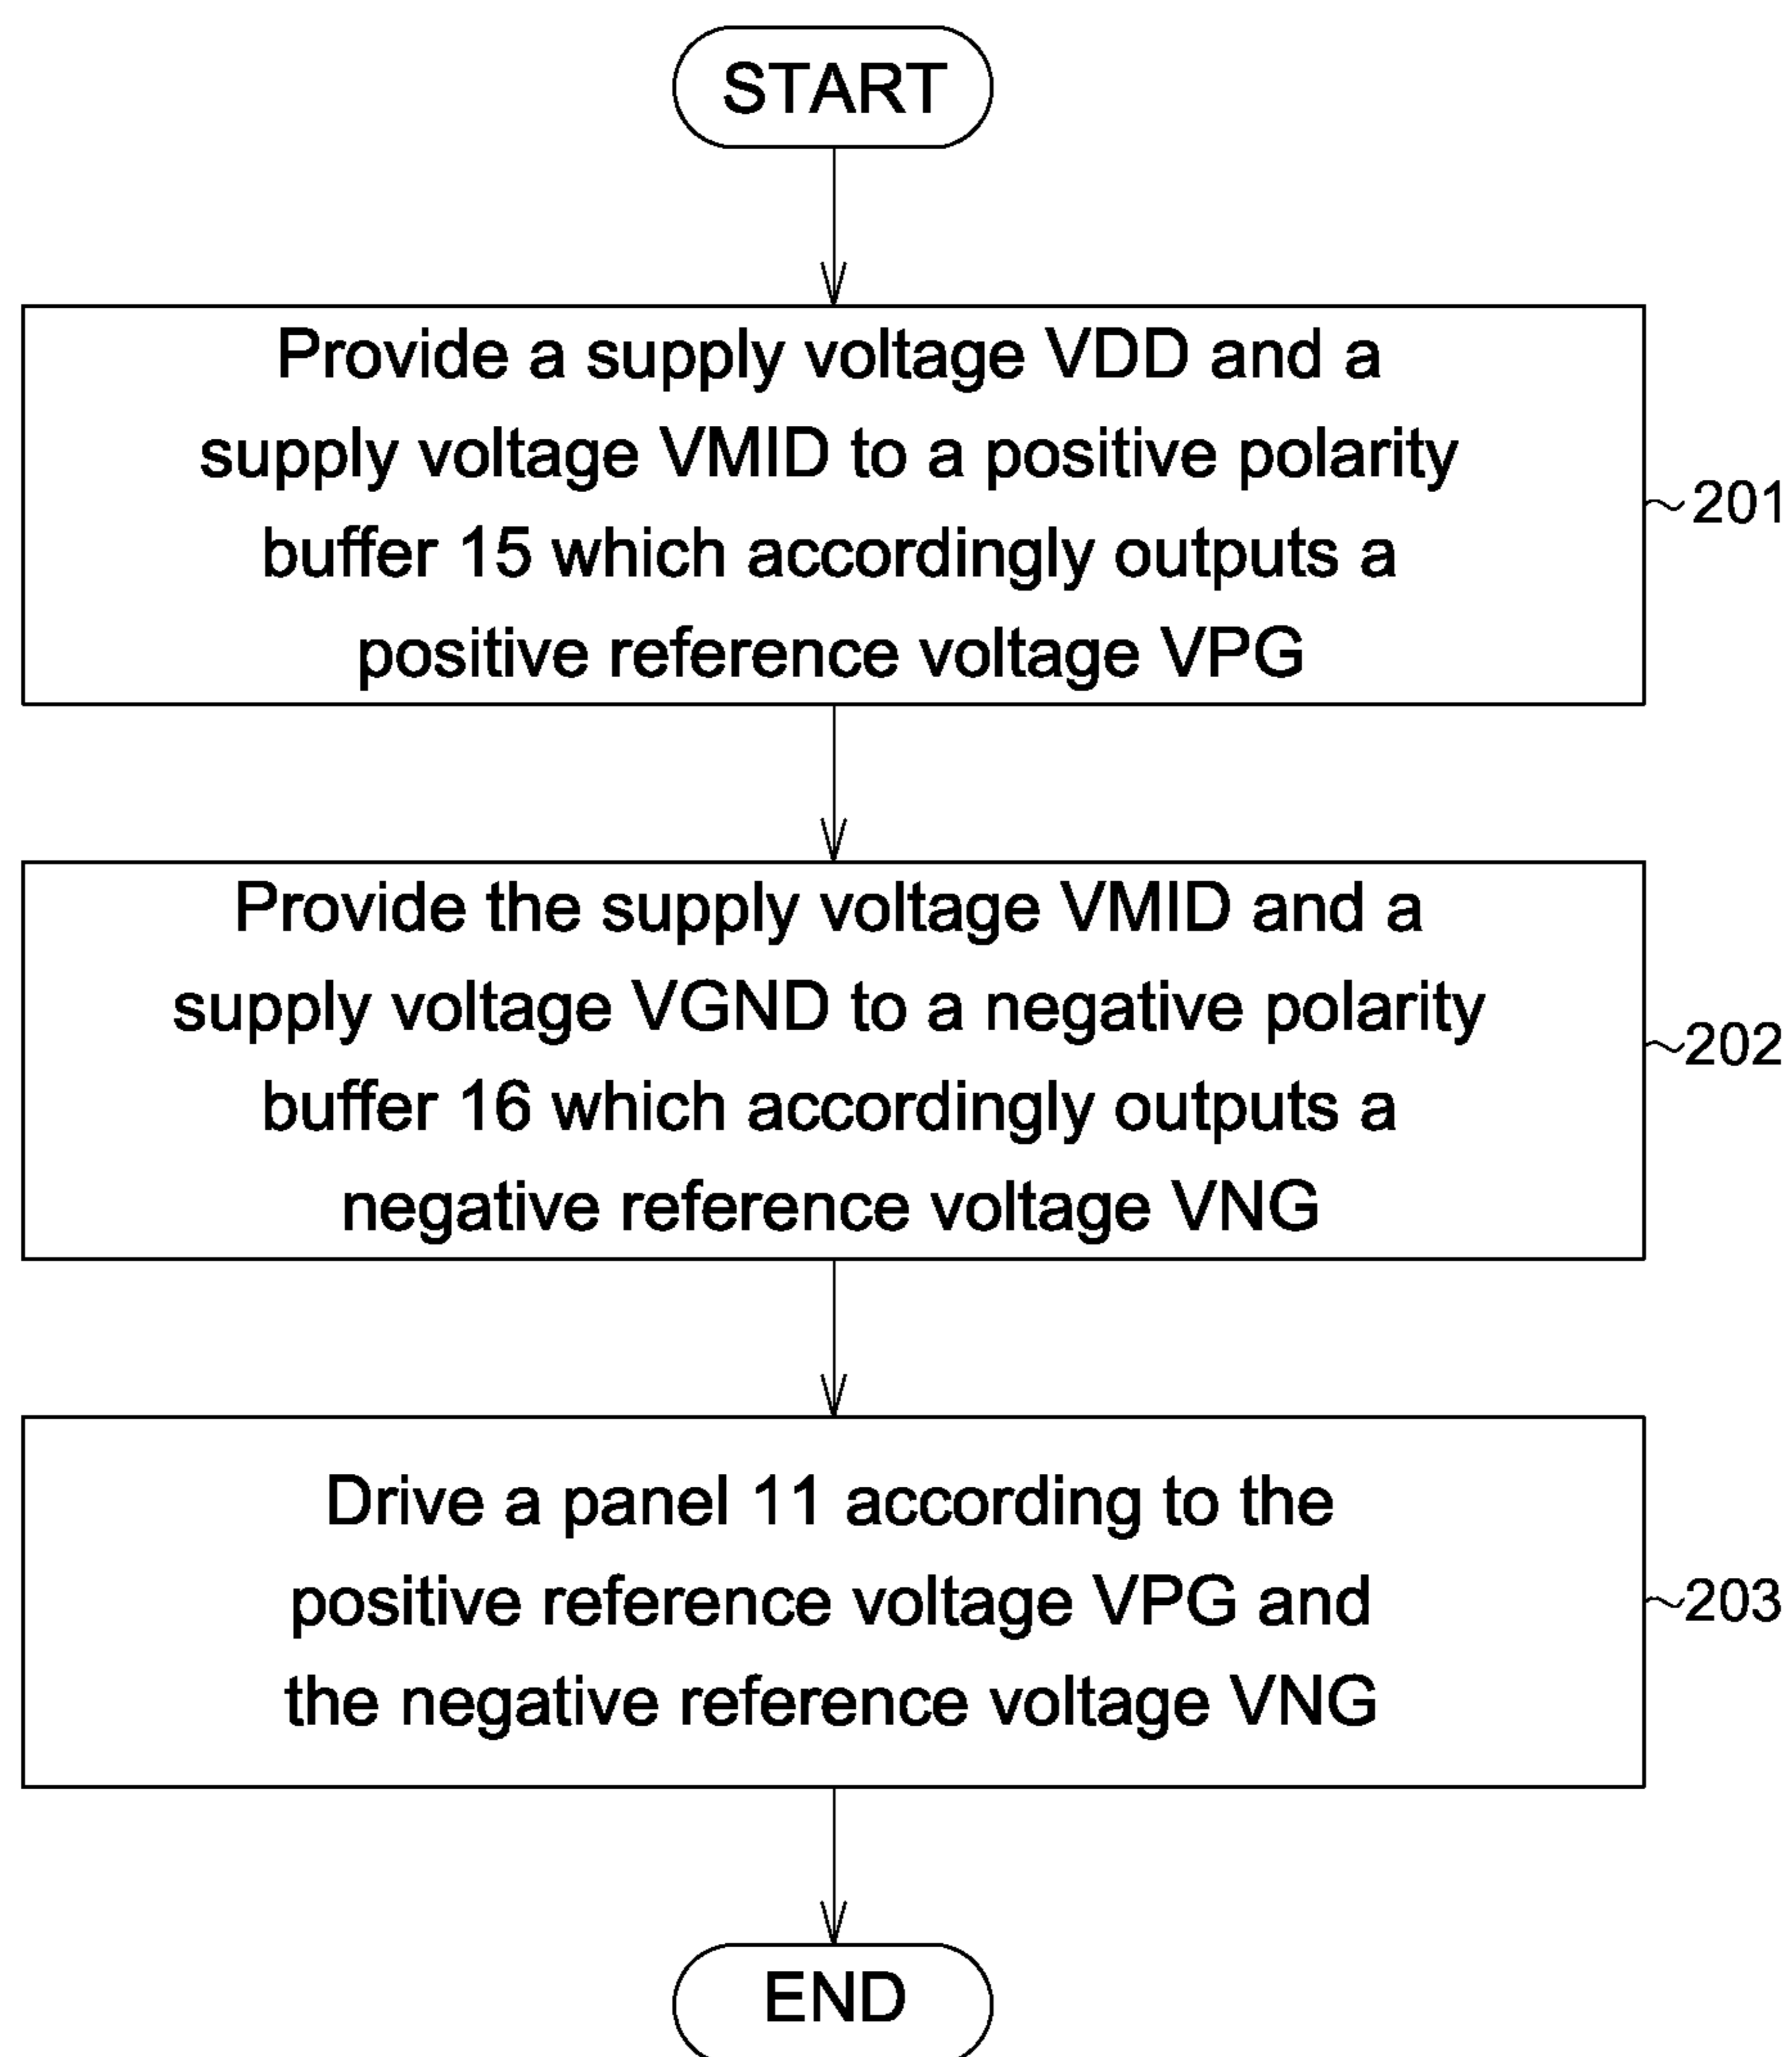 START
Provide a supply voltage VDD and a
supply voltage VMID to a positive polarity
buffer 15 which accordingly outputs a
positive reference voltage VPG
201
Provide the supply voltage VMID and a
supply voltage VGND to a negative polarity
buffer 16 which accordingly outputs a
negative reference voltage VNG
202
Drive a panel 11 according to the
positive reference voltage VPG and
the negative reference voltage VNG
203
END